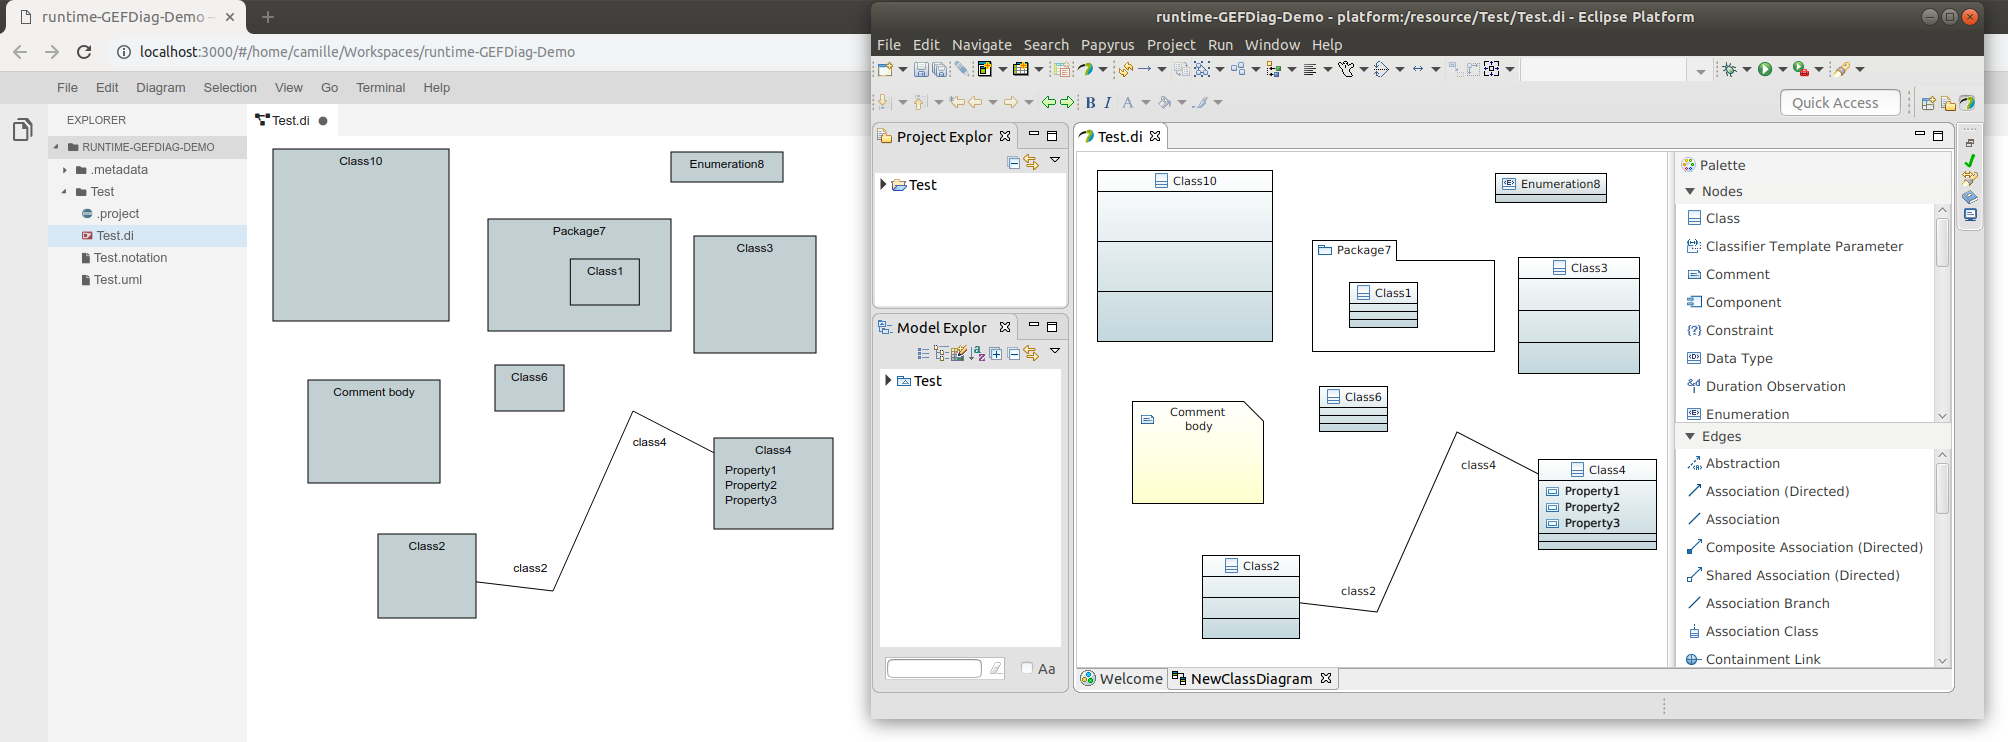 runtime-GEFDiag-Demo -
localhost:3000/#/home/camille/Workspaces/runtime-GEFDiag-Demo
File Edit Diagram Selection View Go Terminal Help
EXPLORER
RUNTIME-GEFDIAG-DEMO
.metadata
Test
.project
Test.di
Test.notation
Test.uml
Test.di
Class10
Enumeration8
Package7
Class1
Class3
Class6
Comment body
class4
Class4
Property1
Property2
Property3
Class2
class2
runtime-GEFDiag-Demo - platform:/resource/Test/Test.di - Eclipse Platform
File Edit Navigate Search Papyrus Project Run Window Help
B I A
Quick Access
Project Explor
Test
Model Explor
Test
Aa
Test.di
Class10
Enumeration8
Package7
Class1
Class3
Class6
Comment
body
class4
Class4
Property1
Property2
Property3
Class2
class2
Palette
Nodes
Class
Classifier Template Parameter
Comment
Component
Constraint
Data Type
Duration Observation
Enumeration
Edges
Abstraction
Association (Directed)
Association
Composite Association (Directed)
Shared Association (Directed)
Association Branch
Association Class
Containment Link
Welcome
NewClassDiagram